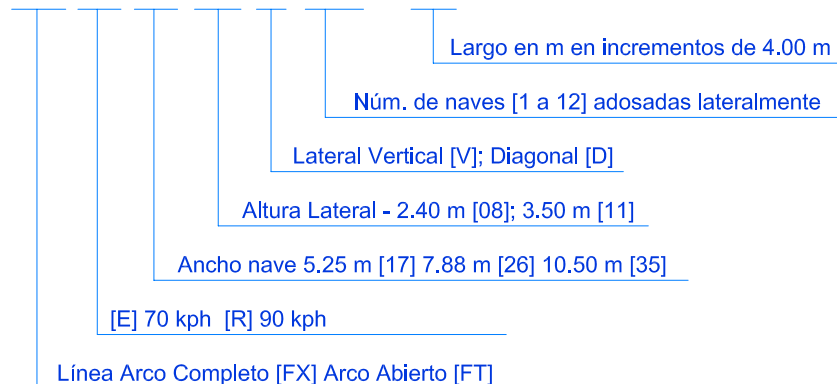 Largo en m en incrementos de 4.00 m
Núm. de naves [1 a 12] adosadas lateralmente
Lateral Vertical [V]; Diagonal [D]
Altura Lateral - 2.40 m [08]; 3.50 m [11]
Ancho nave 5.25 m [17] 7.88 m [26] 10.50 m [35]
[E] 70 kph [R] 90 kph
Línea Arco Completo [FX] Arco Abierto [FT]